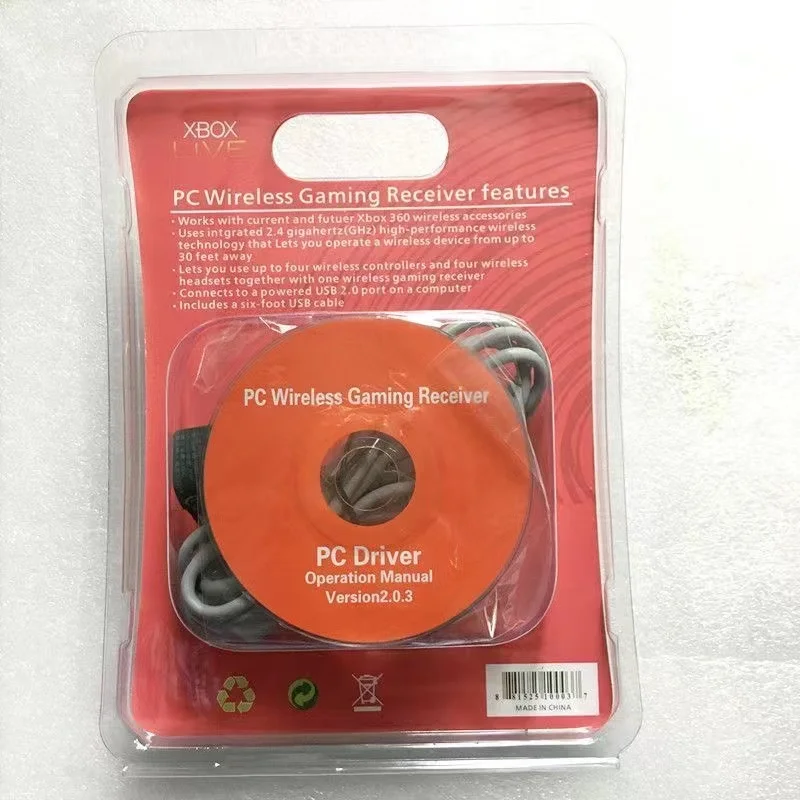 XBOX
LIVE
PC Wireless Gaming Receiver features
· Works with current and futuer Xbox 360 wireless accessories
· Uses intgrated 2.4 gigahertz(GHz) high-performance wireless
technology that Lets you operate a wireless device from up to
30 feet away
· Lets you use up to four wireless controllers and four wireless
headsets together with one wireless gaming receiver
· Connects to a powered USB 2.0 port on a computer
· Includes a six-foot USB cable
PC Wireless Gaming Receiver
PC Driver
Operation Manual
Version2.0.3
8 81525 10003 7
MADE IN CHINA